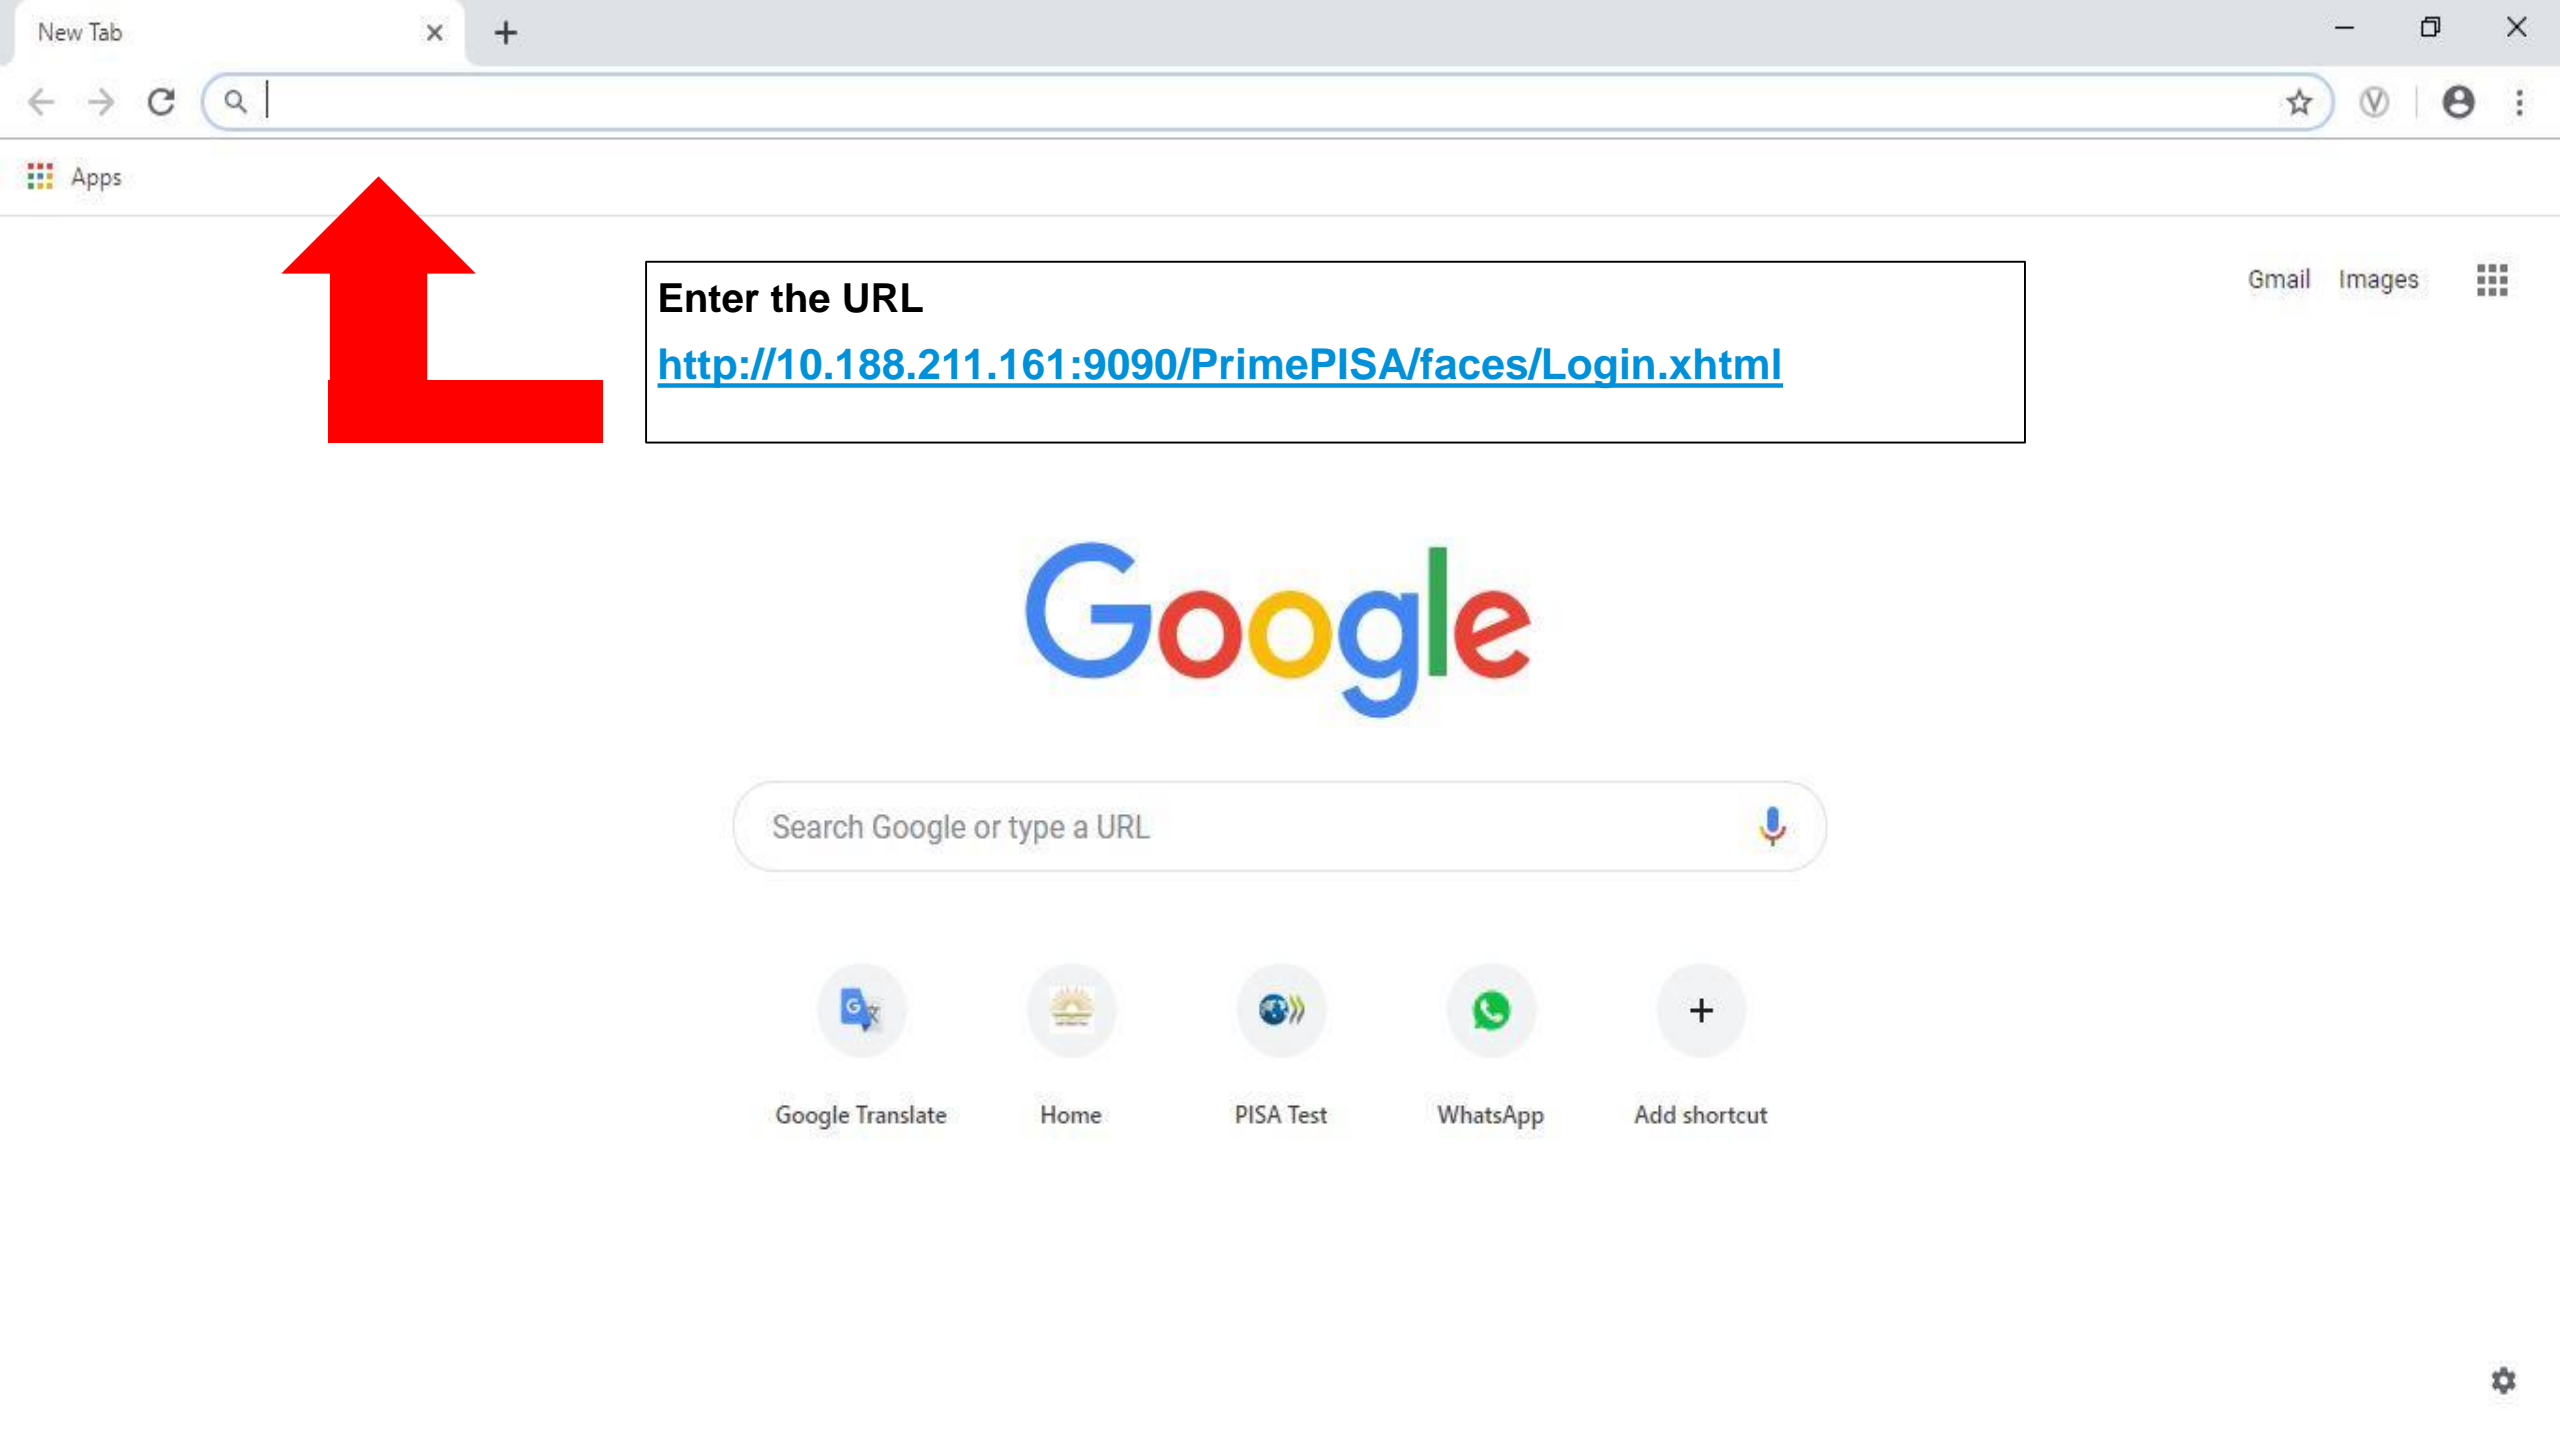 New Tab
Apps
Gmail Images
Enter the URL
http://10.188.211.161:9090/PrimePISA/faces/Login.xhtml
Google
Search Google or type a URL
Google Translate Home PISA Test WhatsApp Add shortcut